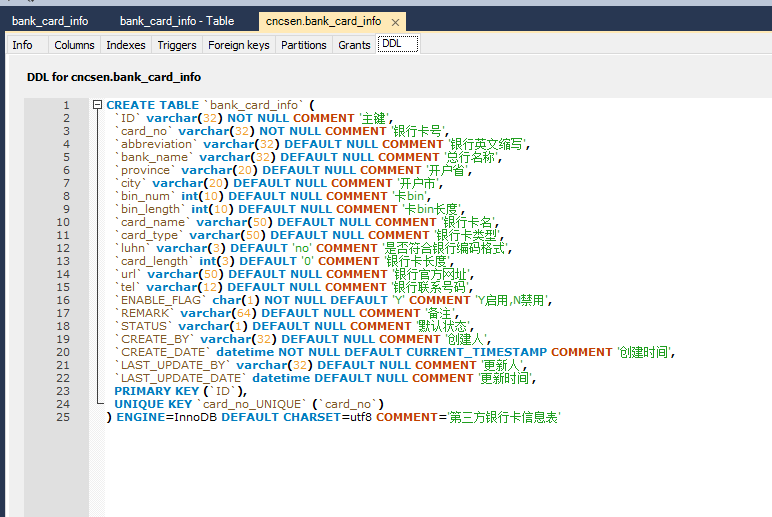 bank_card_info bank_card_info - Table cncsen.bank_card_info ×
Info Columns Indexes Triggers Foreign keys Partitions Grants DDL
DDL for cncsen.bank_card_info
1 CREATE TABLE `bank_card_info` (
2 `ID` varchar(32) NOT NULL COMMENT '主键',
3 `card_no` varchar(32) NOT NULL COMMENT '银行卡号',
4 `abbreviation` varchar(32) DEFAULT NULL COMMENT '银行英文缩写',
5 `bank_name` varchar(32) DEFAULT NULL COMMENT '总行名称',
6 `province` varchar(20) DEFAULT NULL COMMENT '开户省',
7 `city` varchar(20) DEFAULT NULL COMMENT '开户市',
8 `bin_num` int(10) DEFAULT NULL COMMENT '卡bin',
9 `bin_length` int(10) DEFAULT NULL COMMENT '卡bin长度',
10 `card_name` varchar(50) DEFAULT NULL COMMENT '银行卡名',
11 `card_type` varchar(50) DEFAULT NULL COMMENT '银行卡类型',
12 `luhn` varchar(3) DEFAULT 'no' COMMENT '是否符合银行编码格式',
13 `card_length` int(3) DEFAULT '0' COMMENT '银行卡长度',
14 `url` varchar(50) DEFAULT NULL COMMENT '银行官方网址',
15 `tel` varchar(12) DEFAULT NULL COMMENT '银行联系号码',
16 `ENABLE_FLAG` char(1) NOT NULL DEFAULT 'Y' COMMENT 'Y启用,N禁用',
17 `REMARK` varchar(64) DEFAULT NULL COMMENT '备注',
18 `STATUS` varchar(1) DEFAULT NULL COMMENT '默认状态',
19 `CREATE_BY` varchar(32) DEFAULT NULL COMMENT '创建人',
20 `CREATE_DATE` datetime NOT NULL DEFAULT CURRENT_TIMESTAMP COMMENT '创建时间',
21 `LAST_UPDATE_BY` varchar(32) DEFAULT NULL COMMENT '更新人',
22 `LAST_UPDATE_DATE` datetime DEFAULT NULL COMMENT '更新时间',
23 PRIMARY KEY (`ID`),
24 UNIQUE KEY `card_no_UNIQUE` (`card_no`)
25 ) ENGINE=InnoDB DEFAULT CHARSET=utf8 COMMENT='第三方银行卡信息表'